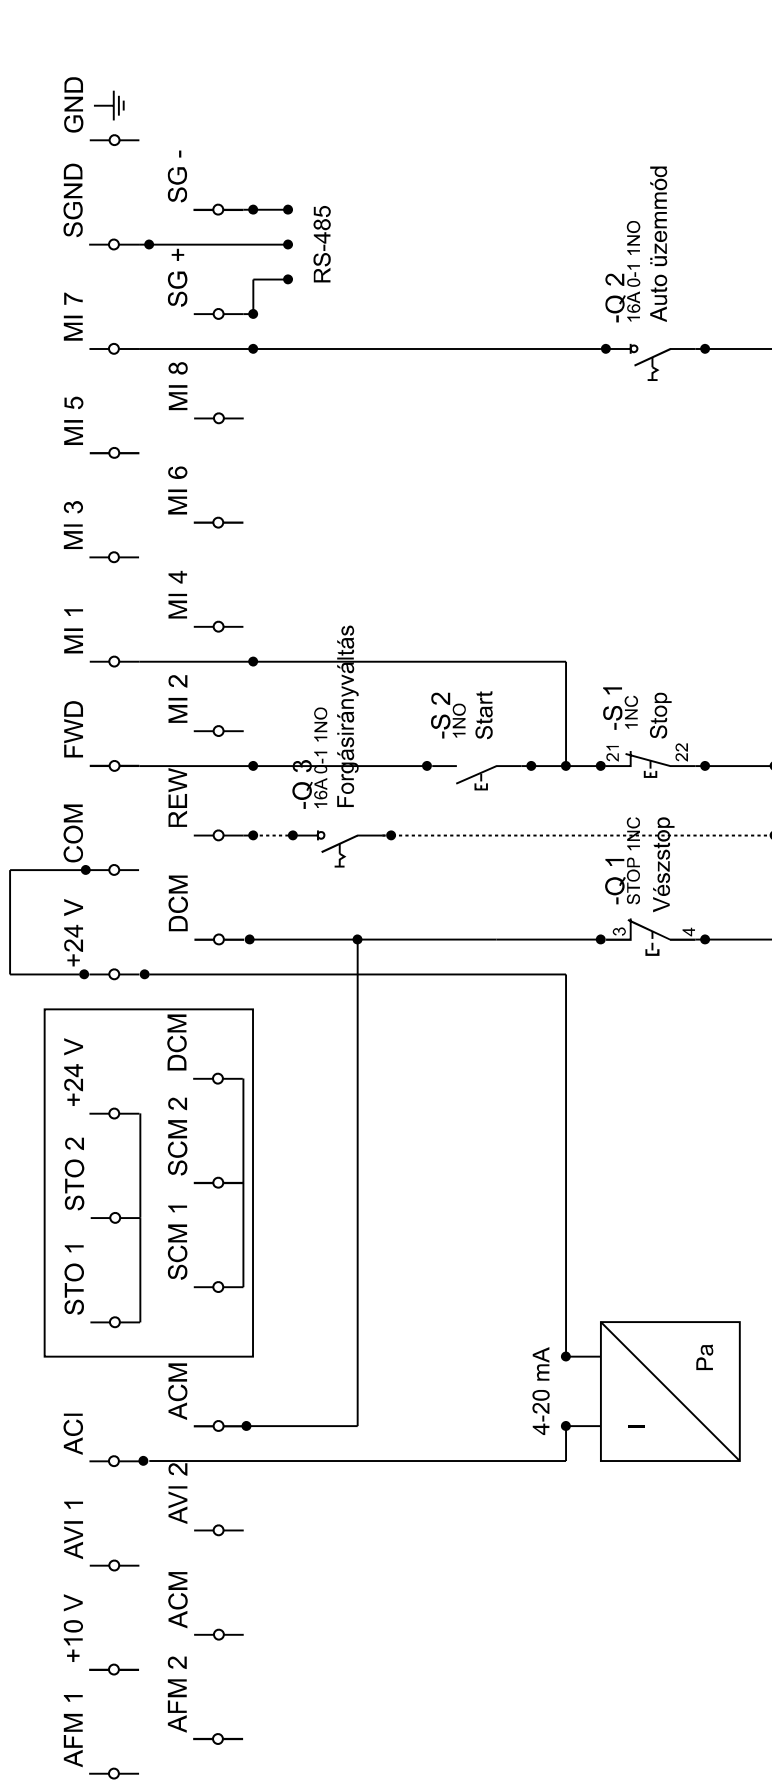 AFM 1
+10 V
AVI 1
ACI
STO 1
STO 2
+24 V
+24 V
COM
FWD
MI 1
MI 3
MI 5
MI 7
SGND
GND
AFM 2
ACM
AVI 2
ACM
SCM 1
SCM 2
DCM
DCM
REW
MI 2
MI 4
MI 6
MI 8
SG +
SG -
RS-485
-Q 3
16A 0-1 1NO
Forgásirányváltás
-S 2
1NO
Start
4-20 mA
I
Pa
-Q 1
STOP 1NC
Vészstop
3
4
-S 1
1NC
Stop
21
22
-Q 2
16A 0-1 1NO
Auto üzemmód